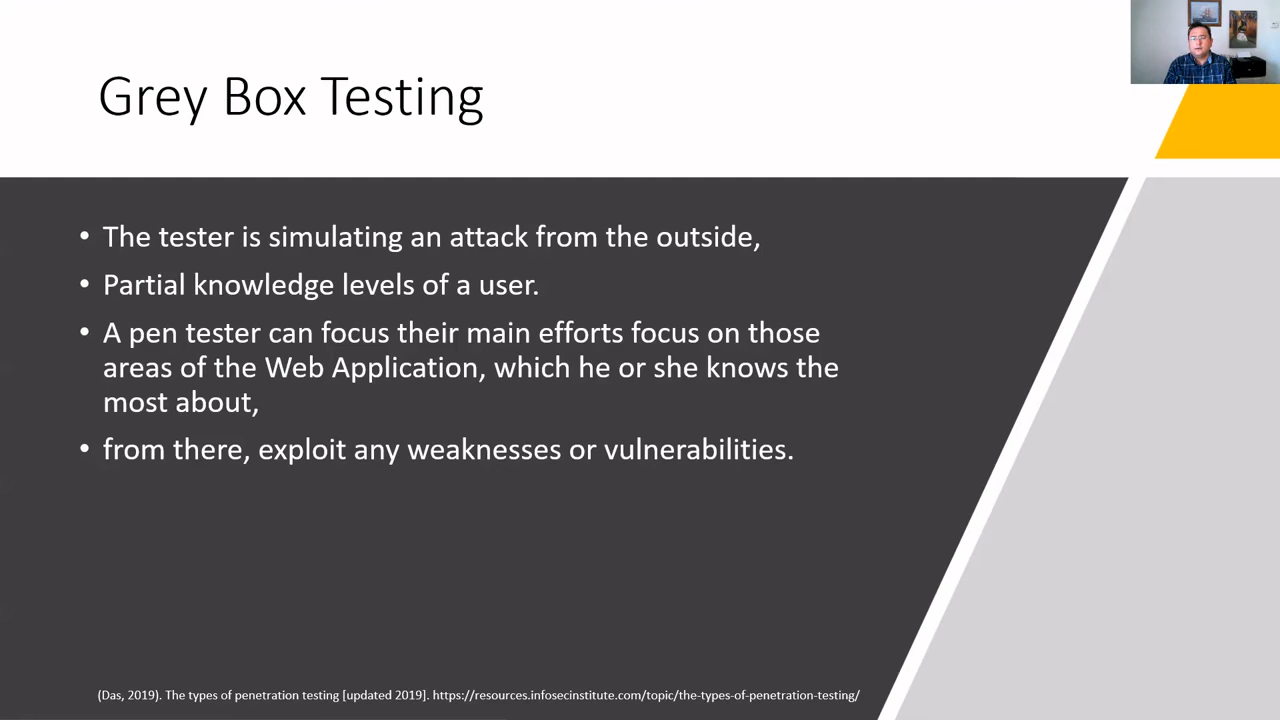 Grey Box Testing
• The tester is simulating an attack from the outside,
• Partial knowledge levels of a user.
• A pen tester can focus their main efforts focus on those
areas of the Web Application, which he or she knows the
most about,
• from there, exploit any weaknesses or vulnerabilities.
(Das, 2019). The types of penetration testing [updated 2019]. https://resources.infosecinstitute.com/topic/the-types-of-penetration-testing/